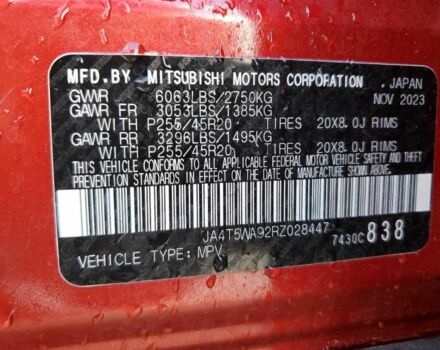 MFD.BY MITSUBISHI MOTORS CORPORATION, JAPAN
GVWR 6063LBS/2750KG NOV 2023
GAWR FR 3053LBS/1385KG
WITH P255/45R20 TIRES 20X8.0J RIMS
GAWR RR 3296LBS/1495KG
WITH P255/45R20 TIRES 20X8.0J RIMS
THIS VEHICLE CONFORMS TO ALL APPLICABLE FEDERAL MOTOR VEHICLE SAFETY AND THEFT
PREVENTION STANDARDS IN EFFECT ON THE DATE OF MANUFACTURE SHOWN ABOVE.
JA4T5WA92RZ028447
VEHICLE TYPE: MPV 7430C 838